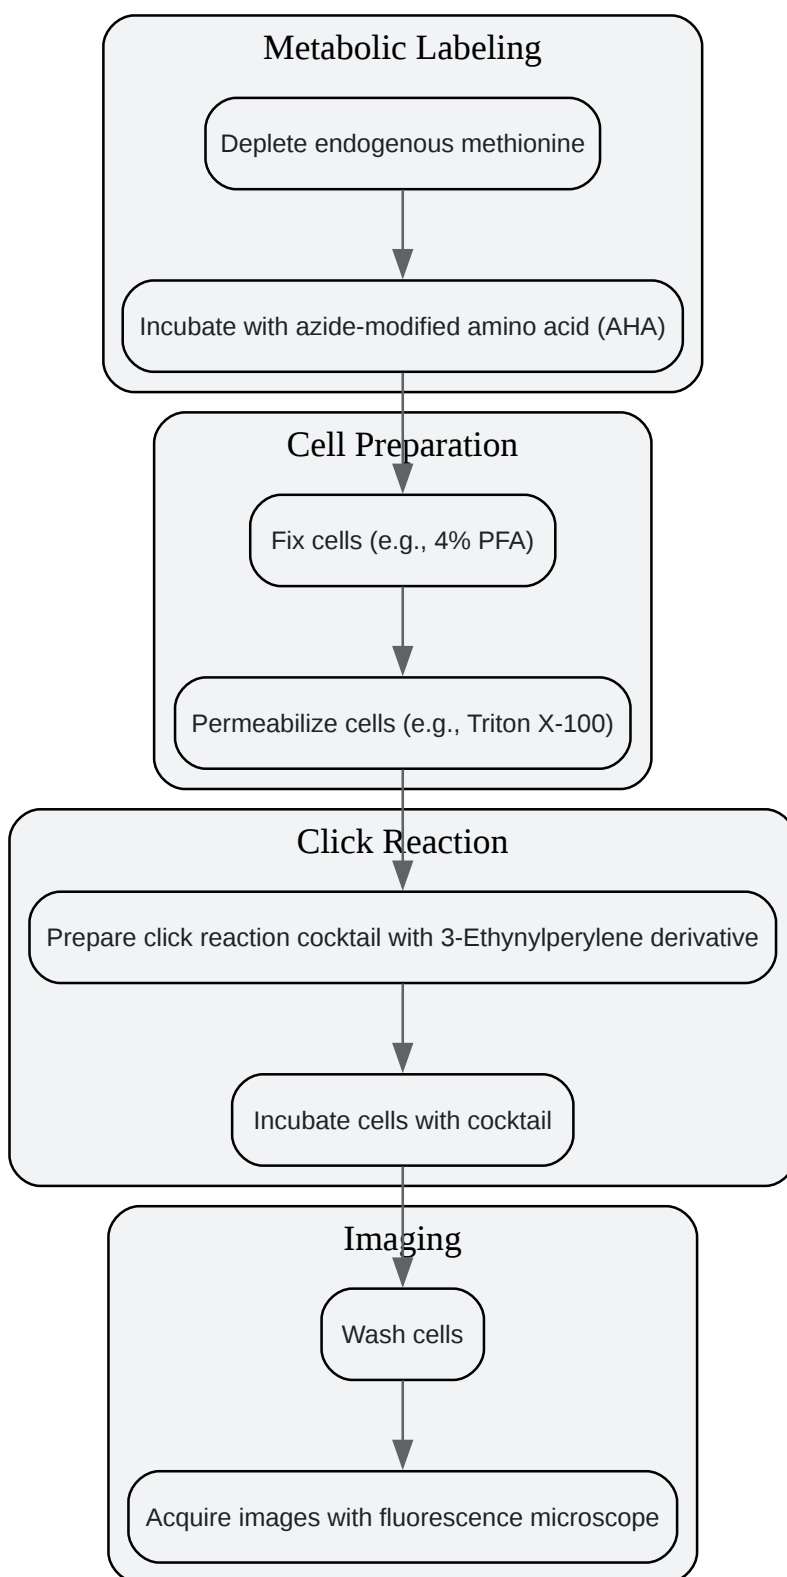 Metabolic Labeling
Deplete endogenous methionine
Incubate with azide-modified amino acid (AHA)
Cell Preparation
Fix cells (e.g., 4% PFA)
Permeabilize cells (e.g., Triton X-100)
Click Reaction
Prepare click reaction cocktail with 3-Ethynylperylene derivative
Incubate cells with cocktail
Imaging
Wash cells
Acquire images with fluorescence microscope